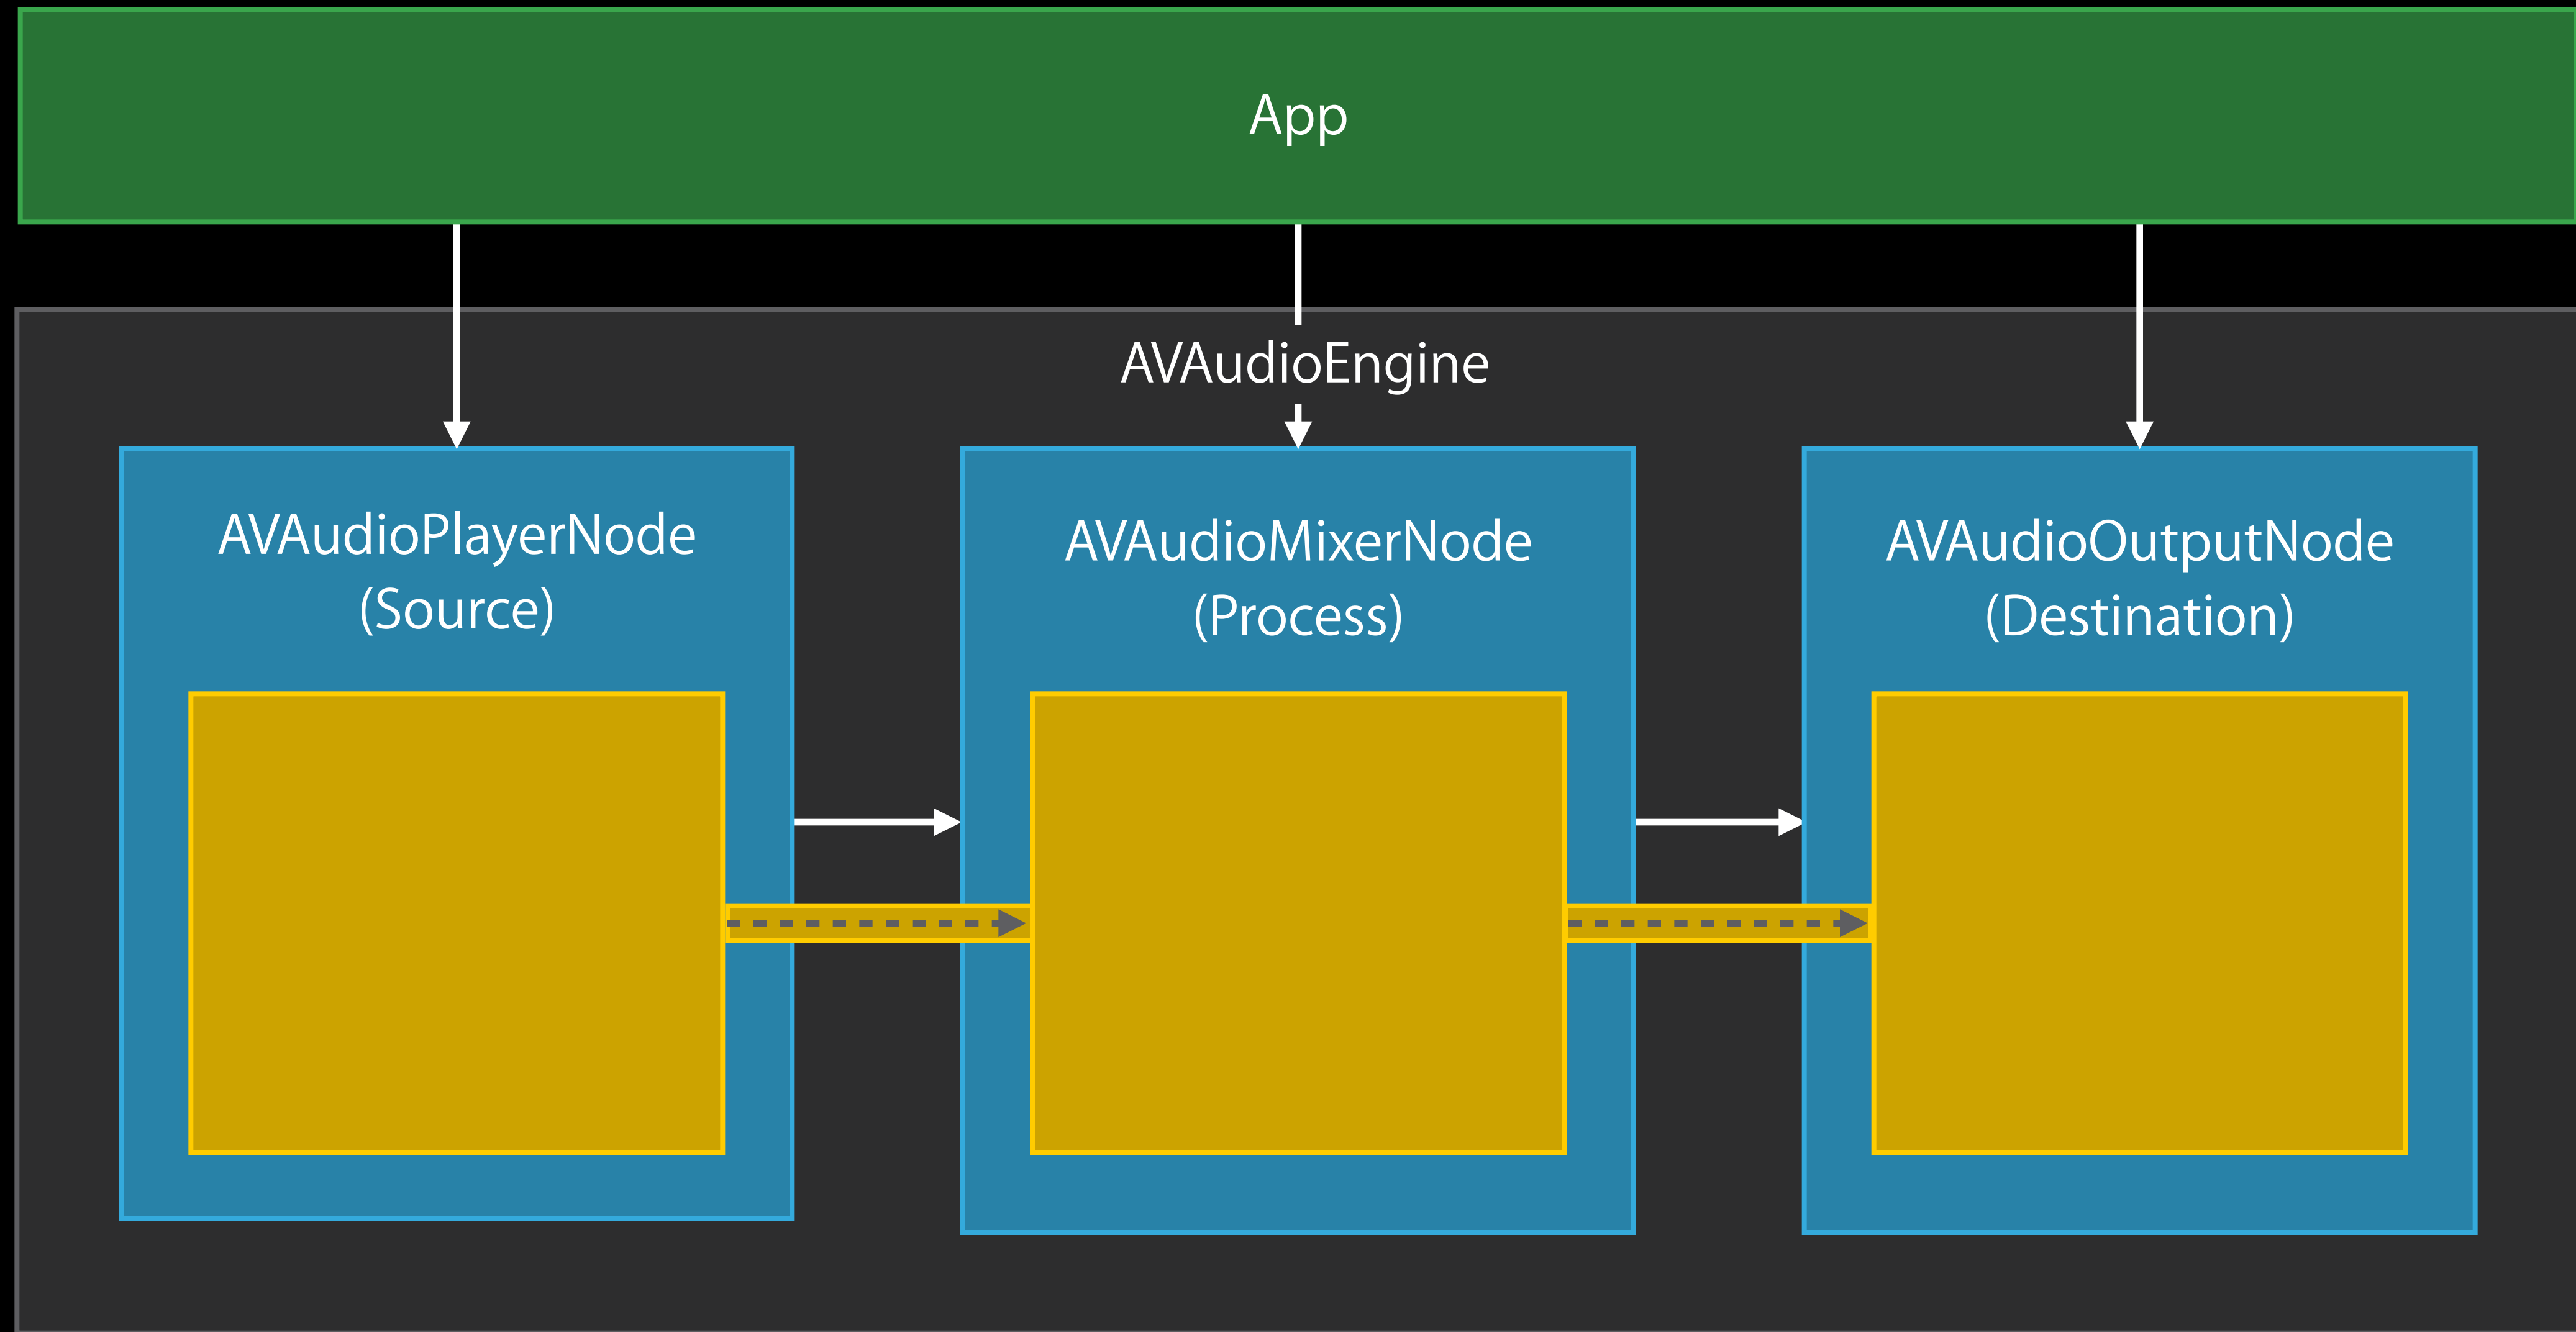 App
AVAudioEngine
AVAudioPlayerNode
(Source)
AVAudioMixerNode
(Process)
AVAudioOutputNode
(Destination)